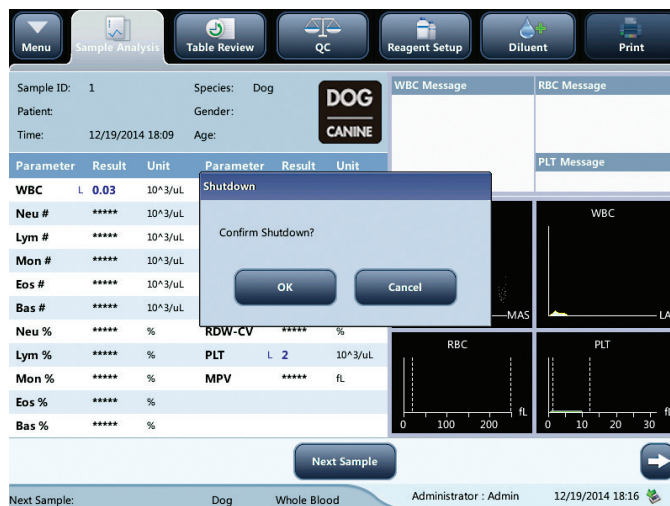 Menu
Sample Analysis
Table Review
QC
Reagent Setup
Diluent
Print
Sample ID: 1 Species: Dog
Patient: Gender:
Time: 12/19/2014 18:09 Age:
DOG
CANINE
WBC Message
RBC Message
PLT Message
Parameter Result Unit Parameter Result Unit
WBC L 0.03 10^3/uL
Neu # ***** 10^3/uL
Lym # ***** 10^3/uL
Mon # ***** 10^3/uL
Eos # ***** 10^3/uL
Bas # ***** 10^3/uL
Neu % ***** % RDW-CV ***** %
Lym % ***** % PLT L 2 10^3/uL
Mon % ***** % MPV ***** fL
Eos % ***** %
Bas % ***** %
Shutdown
Confirm Shutdown?
OK Cancel
MAS
WBC
LA
RBC
fL
0 100 200
PLT
fL
0 10 20 30
Next Sample
Next Sample: Dog Whole Blood Administrator : Admin 12/19/2014 18:16